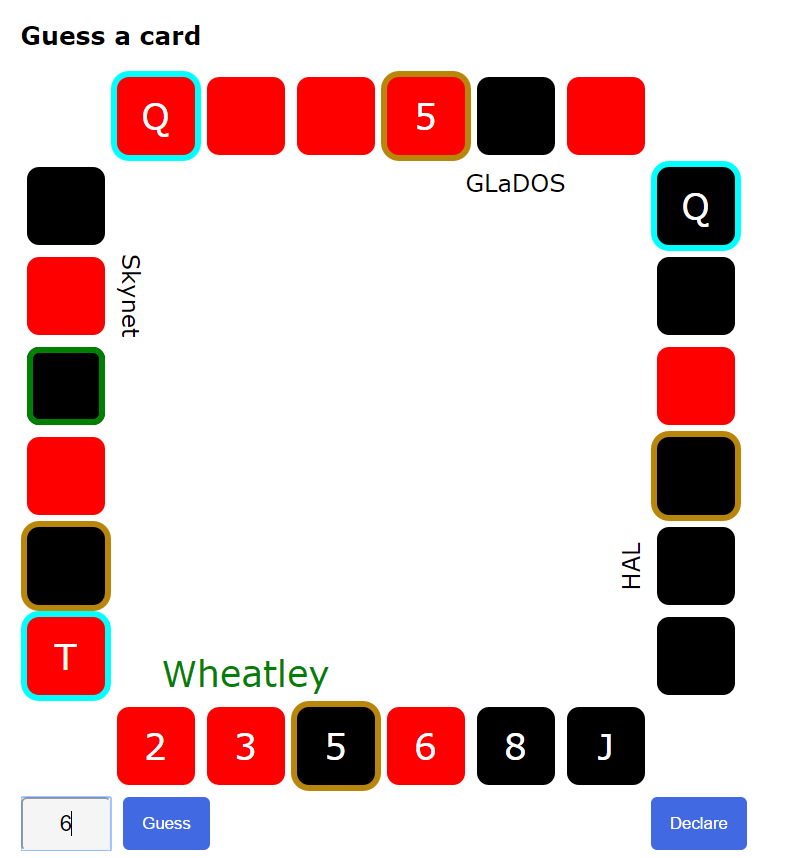 Guess a card
Q 5
GLaDOS
Q
Skynet
HAL
T
Wheatley
2 3 5 6 8 J
6 Guess Declare